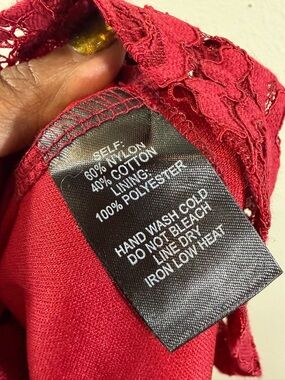 SELF:
60% NYLON
40% COTTON
LINING-
100% POLYESTER
HAND WASH COLD
DO NOT BLEACH
LINE DRY
IRON LOW HEAT